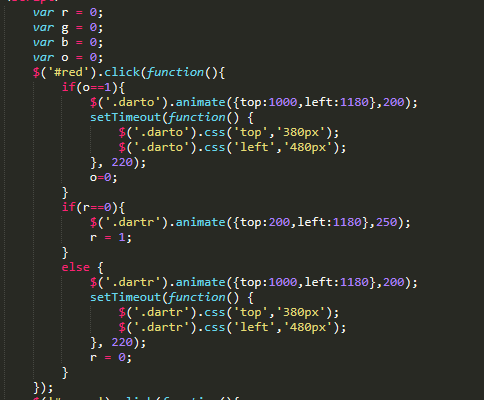 var r = 0;
var g = 0;
var b = 0;
var o = 0;
$('#red').click(function(){
if(o==1){
$('.darto').animate({top:1000,left:1180},200);
setTimeout(function() {
$('.darto').css('top','380px');
$('.darto').css('left','480px');
}, 220);
o=0;
}
if(r==0){
$('.dartr').animate({top:200,left:1180},250);
r = 1;
}
else {
$('.dartr').animate({top:1000,left:1180},200);
setTimeout(function() {
$('.dartr').css('top','380px');
$('.dartr').css('left','480px');
}, 220);
r = 0;
}
});